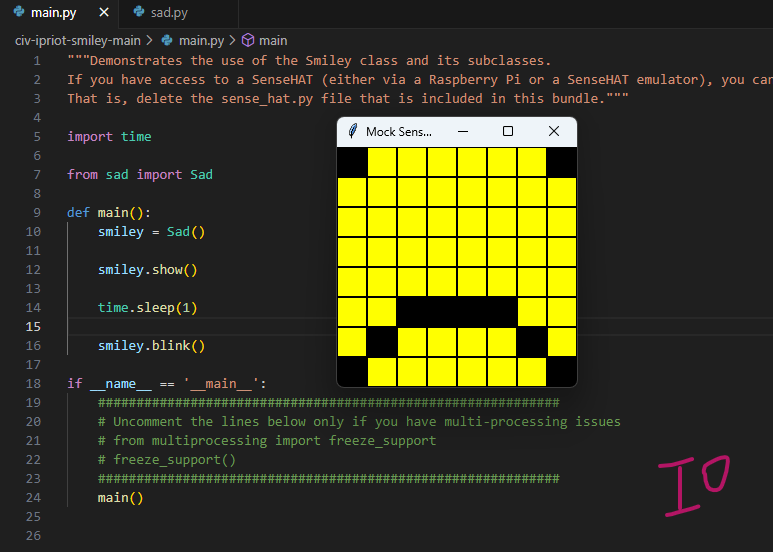 main.py × sad.py
civ-ipriot-smiley-main > main.py > main
1 """Demonstrates the use of the Smiley class and its subclasses.
2 If you have access to a SenseHAT (either via a Raspberry Pi or a SenseHAT emulator), you can
3 That is, delete the sense_hat.py file that is included in this bundle."""
4
5 import time
6
7 from sad import Sad
8
9 def main():
10     smiley = Sad()
11
12     smiley.show()
13
14     time.sleep(1)
15
16     smiley.blink()
17
18 if __name__ == '__main__':
19     ############################################################
20     # Uncomment the lines below only if you have multi-processing issues
21     # from multiprocessing import freeze_support
22     # freeze_support()
23     ############################################################
24     main()
25
26
Mock Sens...
IO